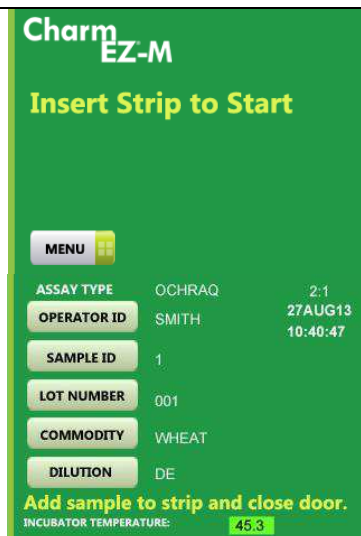 Charm
EZ-M
Insert Strip to Start
MENU
ASSAY TYPE OCHRAQ 2:1
OPERATOR ID SMITH 27AUG13
10:40:47
SAMPLE ID 1
LOT NUMBER 001
COMMODITY WHEAT
DILUTION DE
Add sample to strip and close door.
INCUBATOR TEMPERATURE: 45.3